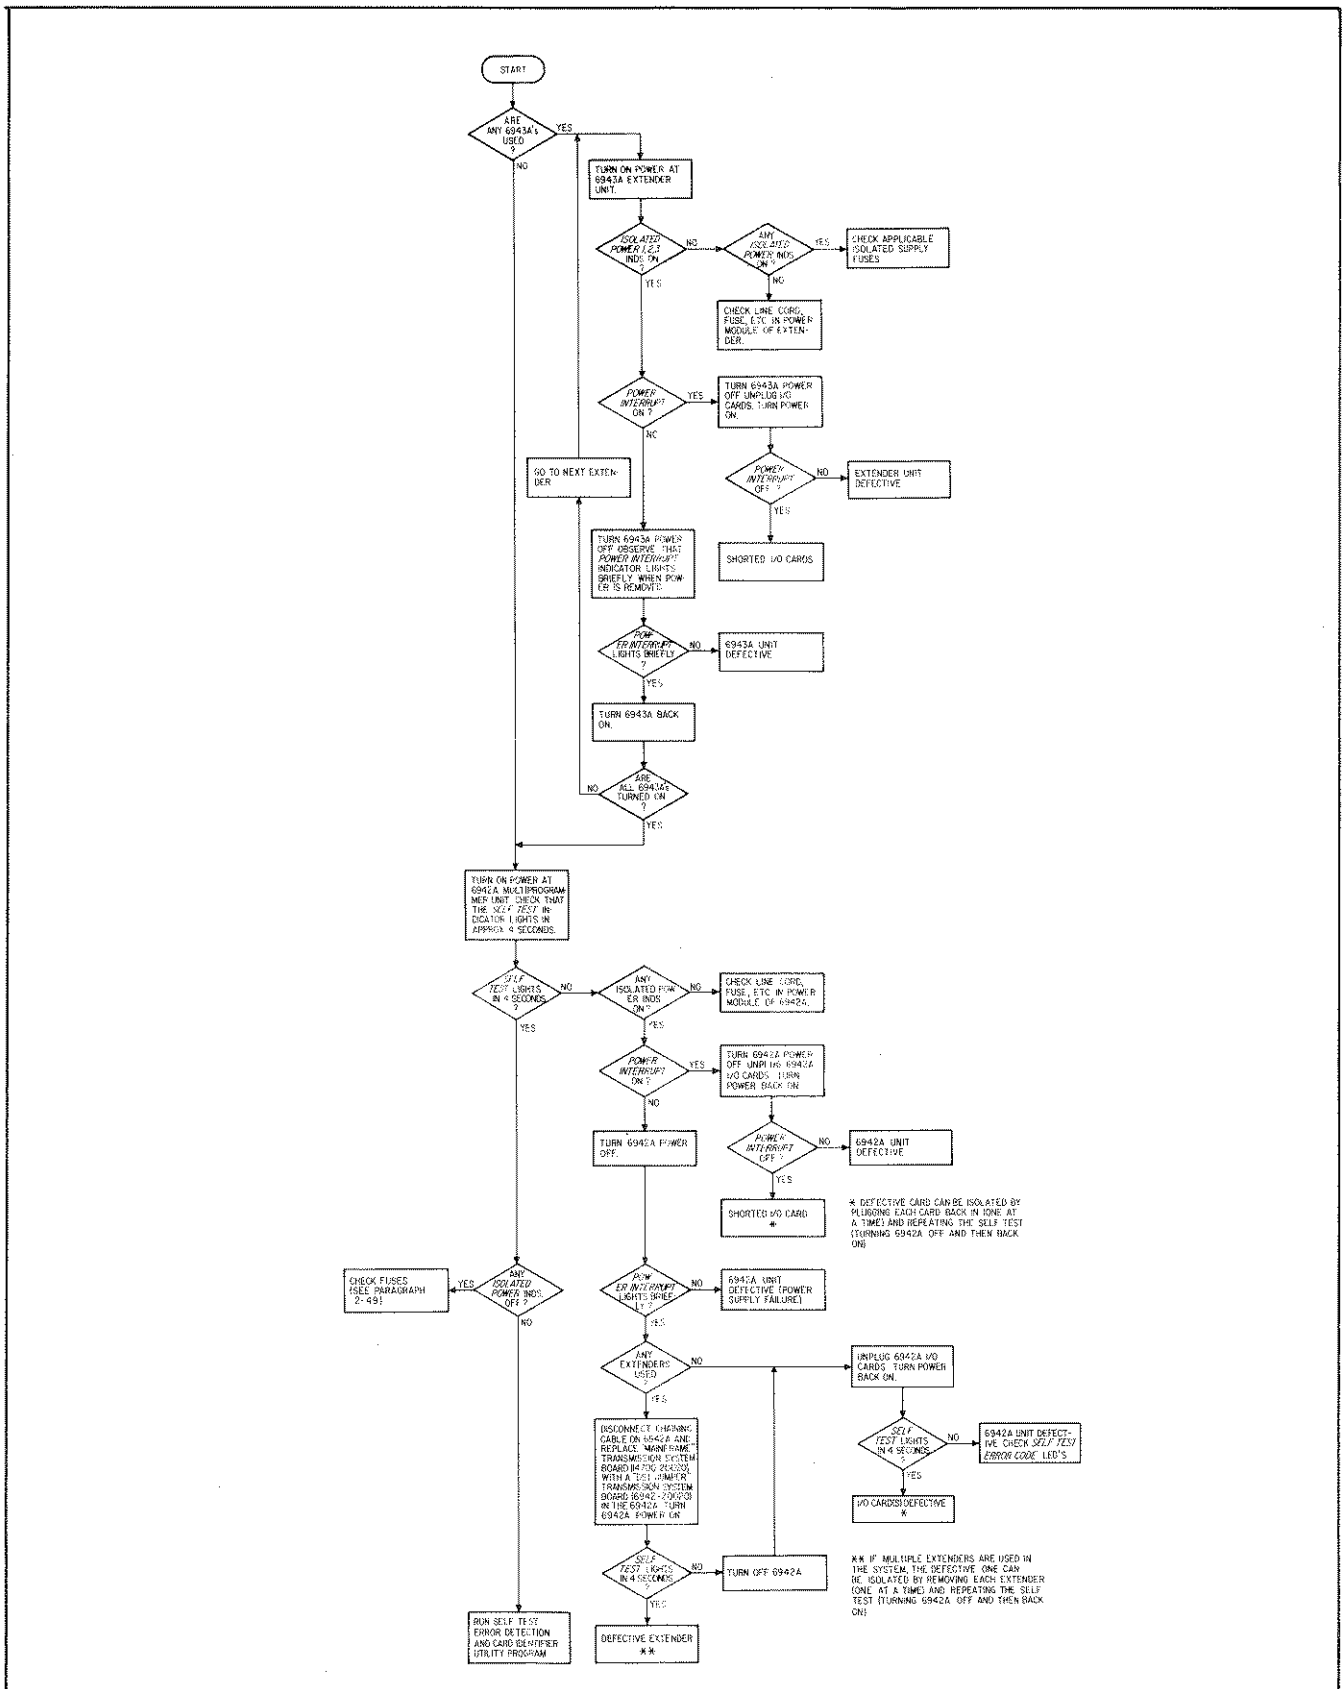 START
ARE
ANY 6943A's
USED
?
YES
NO
TURN ON POWER AT
6943A EXTENDER
UNIT.
ISOLATED
POWER 1,2,3
INDS ON
?
NO
YES
ANY
ISOLATED
POWER INDS
ON ?
YES
NO
CHECK APPLICABLE
ISOLATED SUPPLY
FUSES
CHECK LINE CORD,
FUSE, ETC IN POWER
MODULE OF EXTEN-
DER.
POWER
INTERRUPT
ON ?
YES
NO
TURN 6943A POWER
OFF UNPLUG I/O
CARDS. TURN POWER
ON.
GO TO NEXT EXTEN-
DER
POWER
INTERRUPT
OFF ?
NO
YES
EXTENDER UNIT
DEFECTIVE
TURN 6943A POWER
OFF OBSERVE THAT
POWER INTERRUPT
INDICATOR LIGHTS
BRIEFLY WHEN POW-
ER IS REMOVED
SHORTED I/O CARDS
POW-
ER INTERRUPT
LIGHTS BRIEFLY
?
NO
YES
6943A UNIT
DEFECTIVE
TURN 6943A BACK
ON.
ARE
ALL 6943A's
TURNED ON
?
NO
YES
TURN ON POWER AT
6942A MULTIPROGRAM-
MER UNIT CHECK THAT
THE SELF TEST IN-
DICATOR LIGHTS IN
APPROX 4 SECONDS.
SELF
TEST LIGHTS
IN 4 SECONDS
?
NO
YES
ANY
ISOLATED POW-
ER INDS
ON ?
NO
YES
CHECK LINE CORD,
FUSE, ETC IN POWER
MODULE OF 6942A.
POWER
INTERRUPT
ON ?
YES
NO
TURN 6942A POWER
OFF UNPLUG 6942A
I/O CARDS TURN
POWER BACK ON
TURN 6942A POWER
OFF.
POWER
INTERRUPT
OFF ?
NO
YES
6942A UNIT
DEFECTIVE
SHORTED I/O CARD
*
* DEFECTIVE CARD CAN BE ISOLATED BY
PLUGGING EACH CARD BACK IN (ONE AT
A TIME) AND REPEATING THE SELF TEST
(TURNING 6942A OFF AND THEN BACK
ON)
CHECK FUSES
(SEE PARAGRAPH
2-49)
YES
ANY
ISOLATED
POWER INDS.
OFF ?
NO
POW-
ER INTERRUPT
LIGHTS BRIEF-
LY ?
NO
YES
6942A UNIT
DEFECTIVE (POWER
SUPPLY FAILURE)
ANY
EXTENDERS
USED
?
NO
YES
UNPLUG 6942A I/O
CARDS TURN POWER
BACK ON.
DISCONNECT CHAINING
CABLE ON 6942A AND
REPLACE "MAINFRAME"
TRANSMISSION SYSTEM
BOARD
WITH A JUMPER
TRANSMISSION SYSTEM
BOARD
IN THE 6942A TURN
6942A POWER ON
SELF
TEST LIGHTS
IN 4 SECONDS
?
NO
YES
6942A UNIT DEFECT-
IVE CHECK SELF TEST
ERROR CODE LED'S
I/O CARD(S) DEFECTIVE
*
SELF
TEST LIGHTS
IN 4 SECONDS
?
NO
YES
TURN OFF 6942A
** IF MULTIPLE EXTENDERS ARE USED IN
THE SYSTEM, THE DEFECTIVE ONE CAN
BE ISOLATED BY REMOVING EACH EXTENDER
(ONE AT A TIME) AND REPEATING THE SELF
TEST (TURNING 6942A OFF AND THEN BACK
ON)
RUN SELF TEST
ERROR DETECTION
AND CARD IDENTIFIER
UTILITY PROGRAM
DEFECTIVE EXTENDER
**